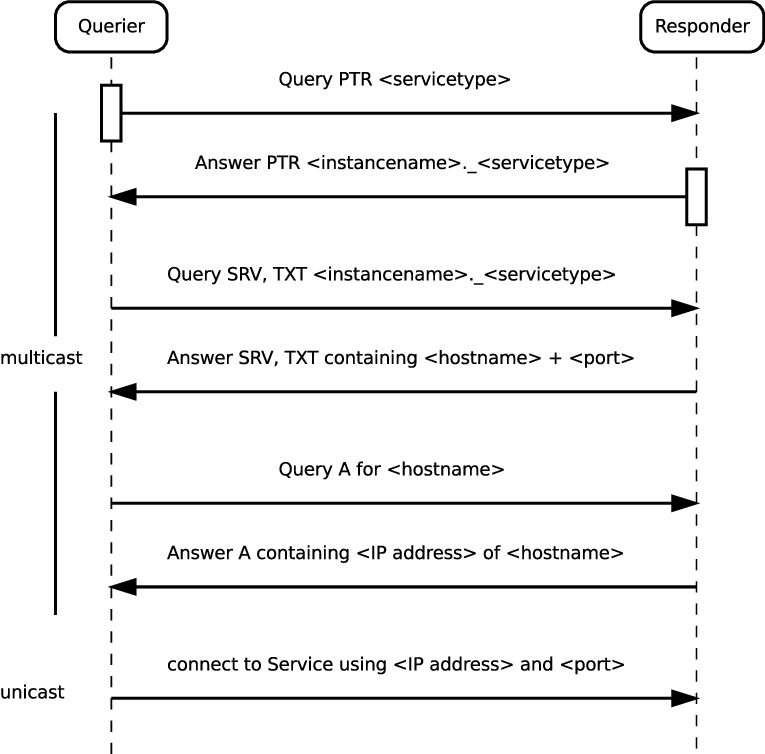 Querier
Responder
Query PTR <servicetype>
Answer PTR <instancename>._<servicetype>
Query SRV, TXT <instancename>._<servicetype>
multicast
Answer SRV, TXT containing <hostname> + <port>
Query A for <hostname>
Answer A containing <IP address> of <hostname>
connect to Service using <IP address> and <port>
unicast